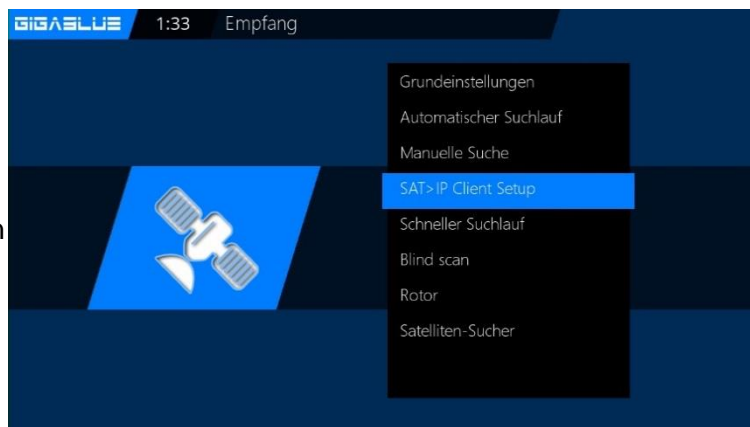 GIGABLUE 1:33 Empfang
Grundeinstellungen
Automatischer Suchlauf
Manuelle Suche
SAT>IP Client Setup
n
Schneller Suchlauf
Blind scan
Rotor
Satelliten-Sucher